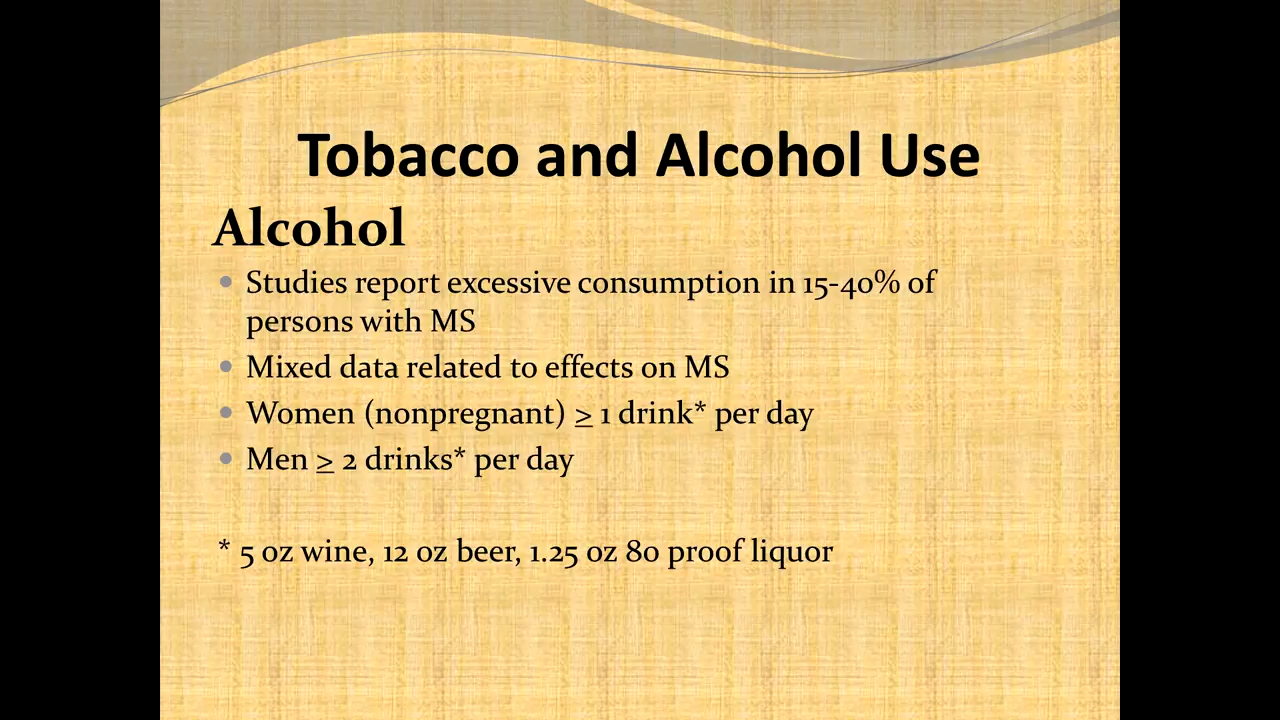 Tobacco and Alcohol Use
Alcohol
• Studies report excessive consumption in 15-40% of
persons with MS
• Mixed data related to effects on MS
• Women (nonpregnant) ≥ 1 drink* per day
• Men ≥ 2 drinks* per day
* 5 oz wine, 12 oz beer, 1.25 oz 80 proof liquor